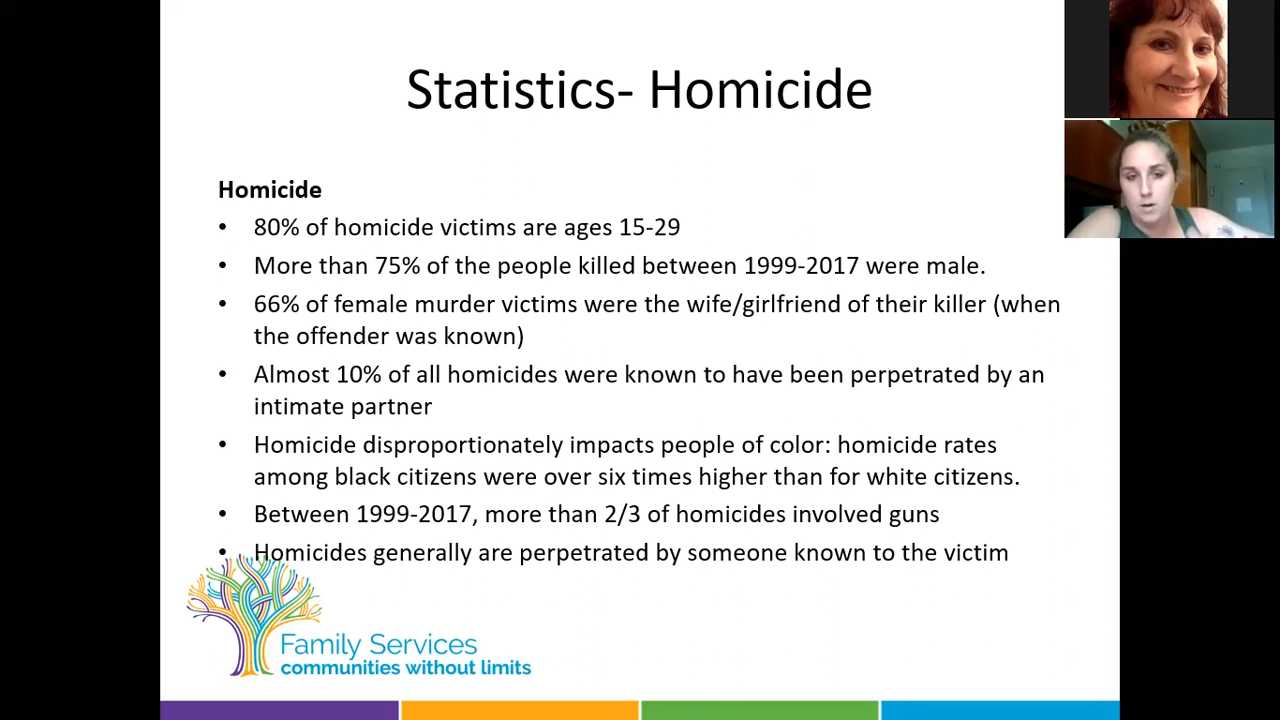 Statistics- Homicide
Homicide
• 80% of homicide victims are ages 15-29
• More than 75% of the people killed between 1999-2017 were male.
• 66% of female murder victims were the wife/girlfriend of their killer (when
the offender was known)
• Almost 10% of all homicides were known to have been perpetrated by an
intimate partner
• Homicide disproportionately impacts people of color: homicide rates
among black citizens were over six times higher than for white citizens.
• Between 1999-2017, more than 2/3 of homicides involved guns
• Homicides generally are perpetrated by someone known to the victim
Family Services
communities without limits